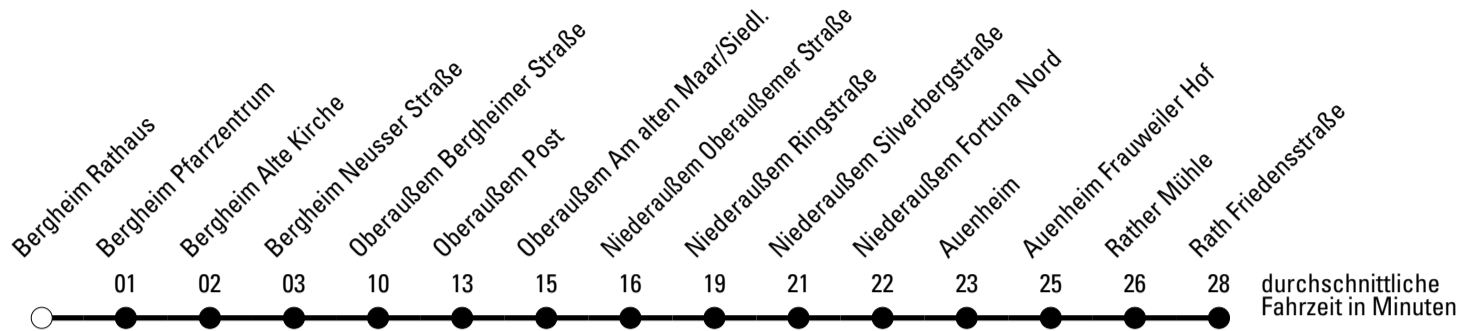 Bergheim Rathaus
Bergheim Pfarrzentrum
Bergheim Alte Kirche
Bergheim Neusser Straße
Oberaußem Bergheimer Straße
Oberaußem Post
Oberaußem Am alten Maar/Siedl.
Niederaußem Oberaußemer Straße
Niederaußem Ringstraße
Niederaußem Silverbergstraße
Niederaußem Fortuna Nord
Auenheim
Auenheim Frauweiler Hof
Rather Mühle
Rath Friedensstraße
01 02 03 10 13 15 16 19 21 22 23 25 26 28
durchschnittliche
Fahrzeit in Minuten